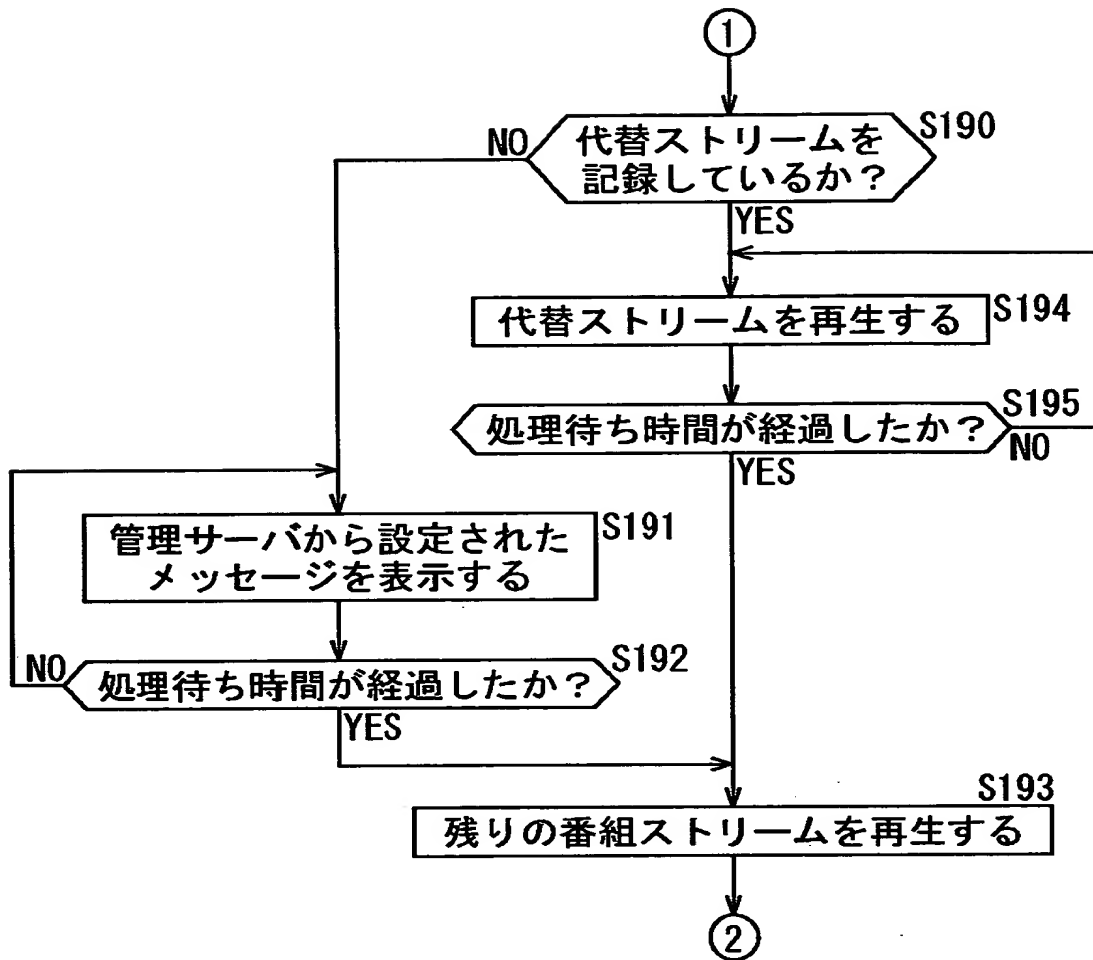 1
S190
NO
代替ストリームを
記録しているか？
YES
代替ストリームを再生する
S194
処理待ち時間が経過したか？
S195
NO
YES
管理サーバから設定された
メッセージを表示する
S191
NO
処理待ち時間が経過したか？
S192
YES
S193
残りの番組ストリームを再生する
2